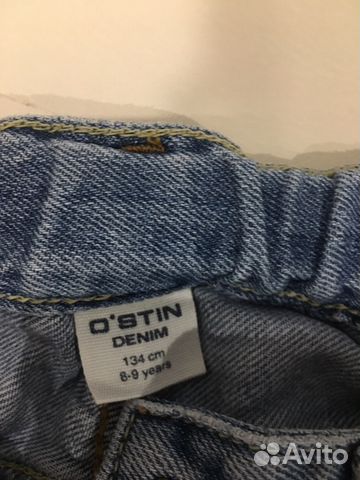 O'STIN
DENIM
134 cm
8-9 years
Avito